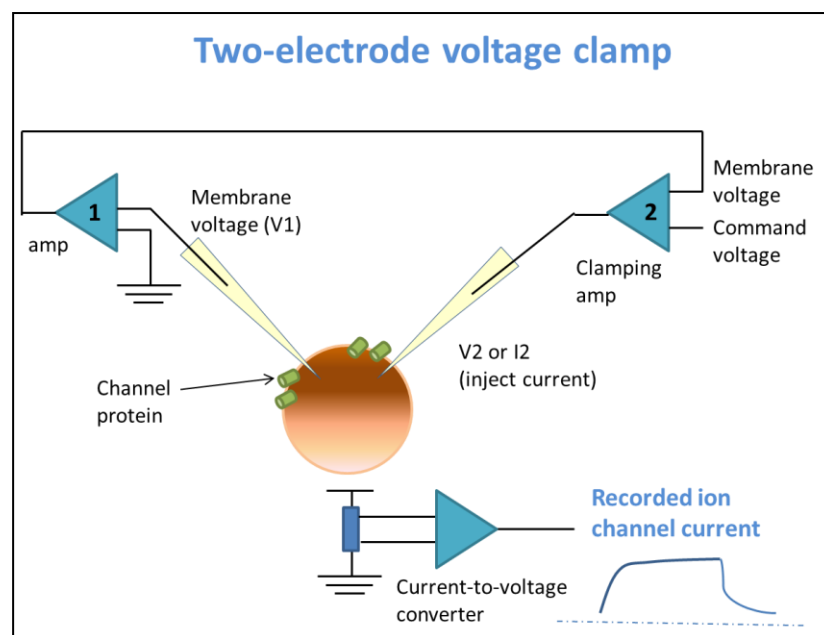 Two-electrode voltage clamp
Membrane
voltage (V1)
1
amp
2
Membrane
voltage
Command
voltage
Clamping
amp
V2 or I2
(inject current)
Channel
protein
Recorded ion
channel current
Current-to-voltage
converter